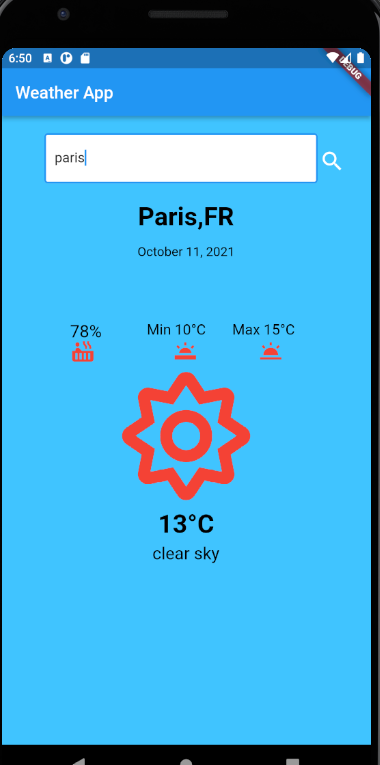 6:50
DEBUG
Weather App
paris
Paris,FR
October 11, 2021
78%
Min 10°C
Max 15°C
13°C
clear sky